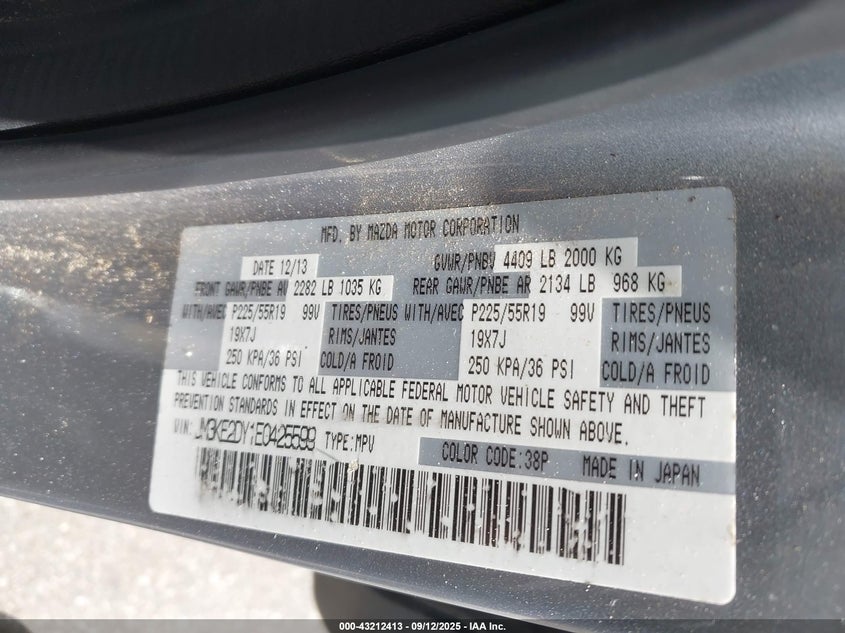 MFD. BY MAZDA MOTOR CORPORATION
DATE 12/13 GVWR/PNBV 4409 LB 2000 KG
FRONT GAWR/PNBE AV 2282 LB 1035 KG REAR GAWR/PNBE AR 2134 LB 968 KG
WITH/AVEC P225/55R19 99V TIRES/PNEUS WITH/AVEC P225/55R19 99V TIRES/PNEUS
19X7J RIMS/JANTES 19X7J RIMS/JANTES
250 KPA/36 PSI COLD/A FROID 250 KPA/36 PSI COLD/A FROID
THIS VEHICLE CONFORMS TO ALL APPLICABLE FEDERAL MOTOR VEHICLE SAFETY AND THEFT
PREVENTION STANDARDS IN EFFECT ON THE DATE OF MANUFACTURE SHOWN ABOVE.
VIN: JM3KE2DY1E0425599 TYPE:MPV
COLOR CODE:38P MADE IN JAPAN
000-43212413 - 09/12/2025 - IAA Inc.